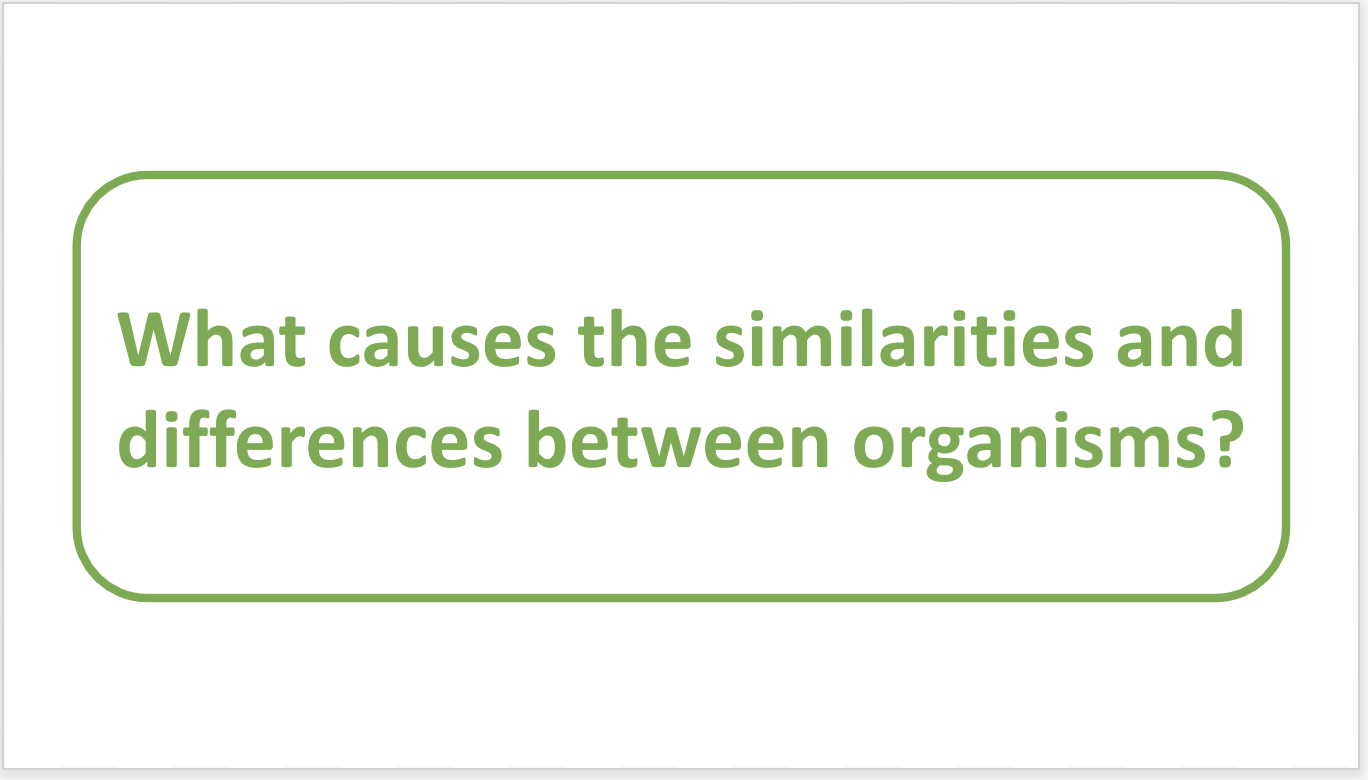 What causes the similarities and
differences between organisms?